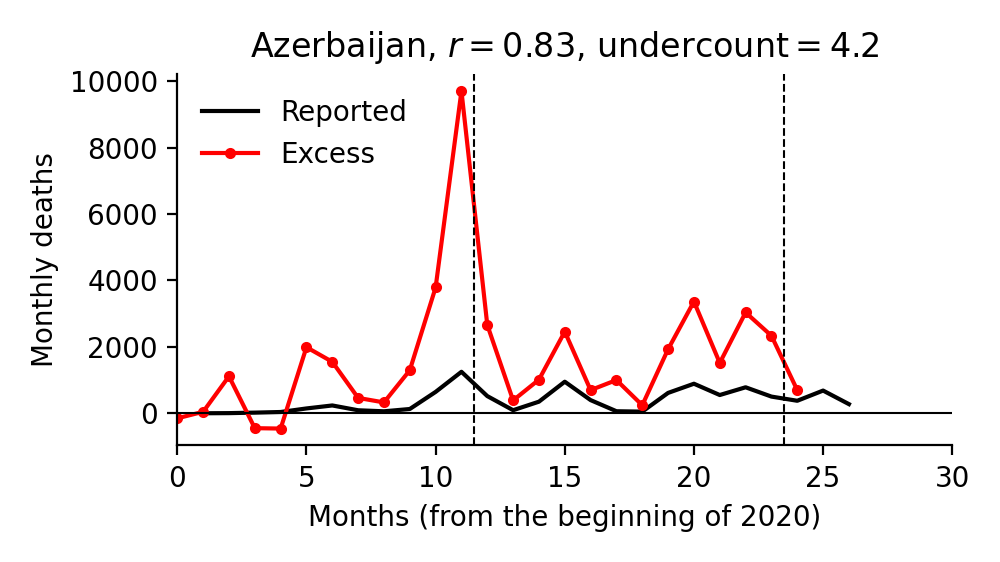 Azerbaijan, r = 0.83, undercount = 4.2
Reported
Excess
Monthly deaths
10000
8000
6000
4000
2000
0
0 5 10 15 20 25 30
Months (from the beginning of 2020)